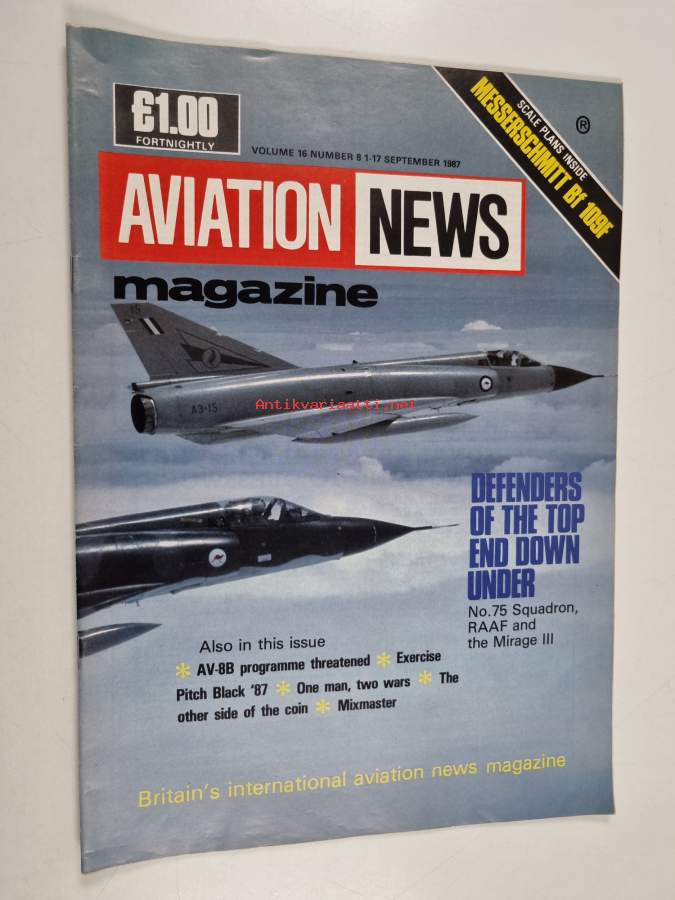 £1.00
FORTNIGHTLY
VOLUME 16 NUMBER 8 1-17 SEPTEMBER 1987
SCALE PLANS INSIDE
MESSERSCHMITT Bf 109F
®
AVIATION NEWS
magazine
15
A3-15
Antikvariaatti.net
DEFENDERS
OF THE TOP
END DOWN
UNDER
No.75 Squadron,
RAAF and
the Mirage III
Also in this issue
* AV-8B programme threatened * Exercise
Pitch Black '87 * One man, two wars * The
other side of the coin * Mixmaster
Britain's international aviation news magazine